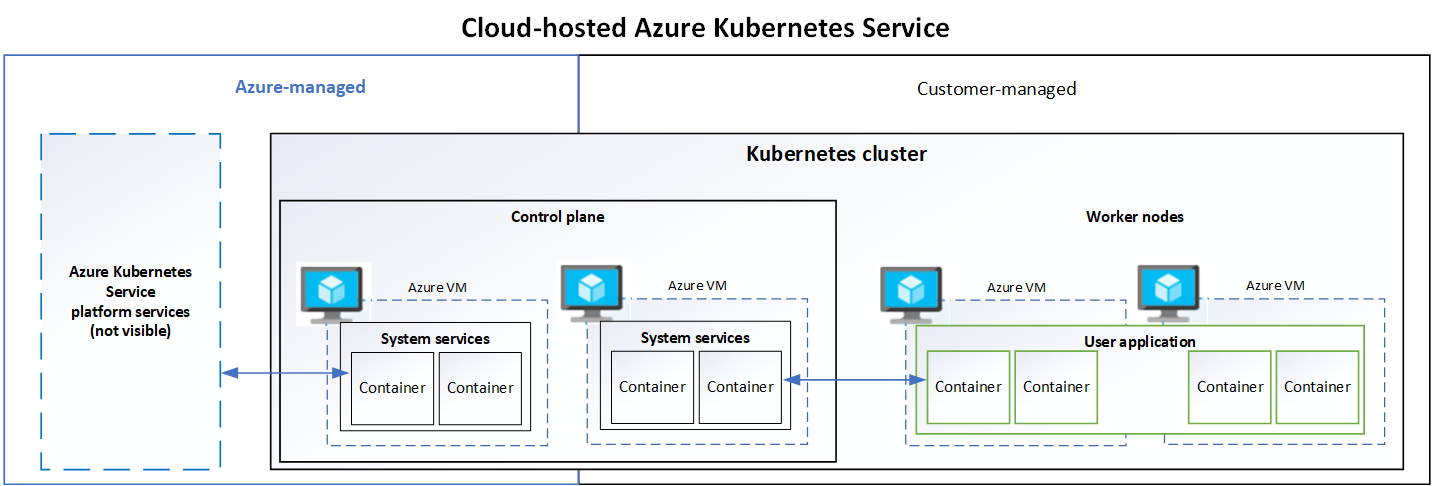 Cloud-hosted Azure Kubernetes Service
Azure-managed
Customer-managed
Kubernetes cluster
Control plane
Worker nodes
Azure Kubernetes
Service
platform services
(not visible)
Azure VM
Azure VM
Azure VM
Azure VM
System services
System services
User application
Container
Container
Container
Container
Container
Container
Container
Container